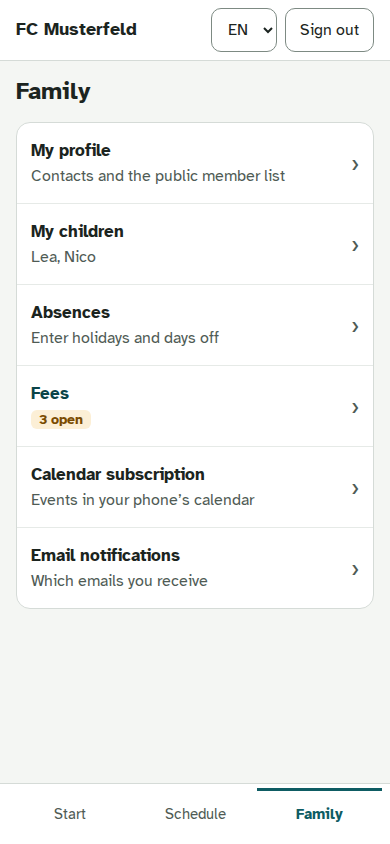 FC Musterfeld
EN
Sign out
Family
My profile
Contacts and the public member list
My children
Lea, Nico
Absences
Enter holidays and days off
Fees
3 open
Calendar subscription
Events in your phone’s calendar
Email notifications
Which emails you receive
Start
Schedule
Family